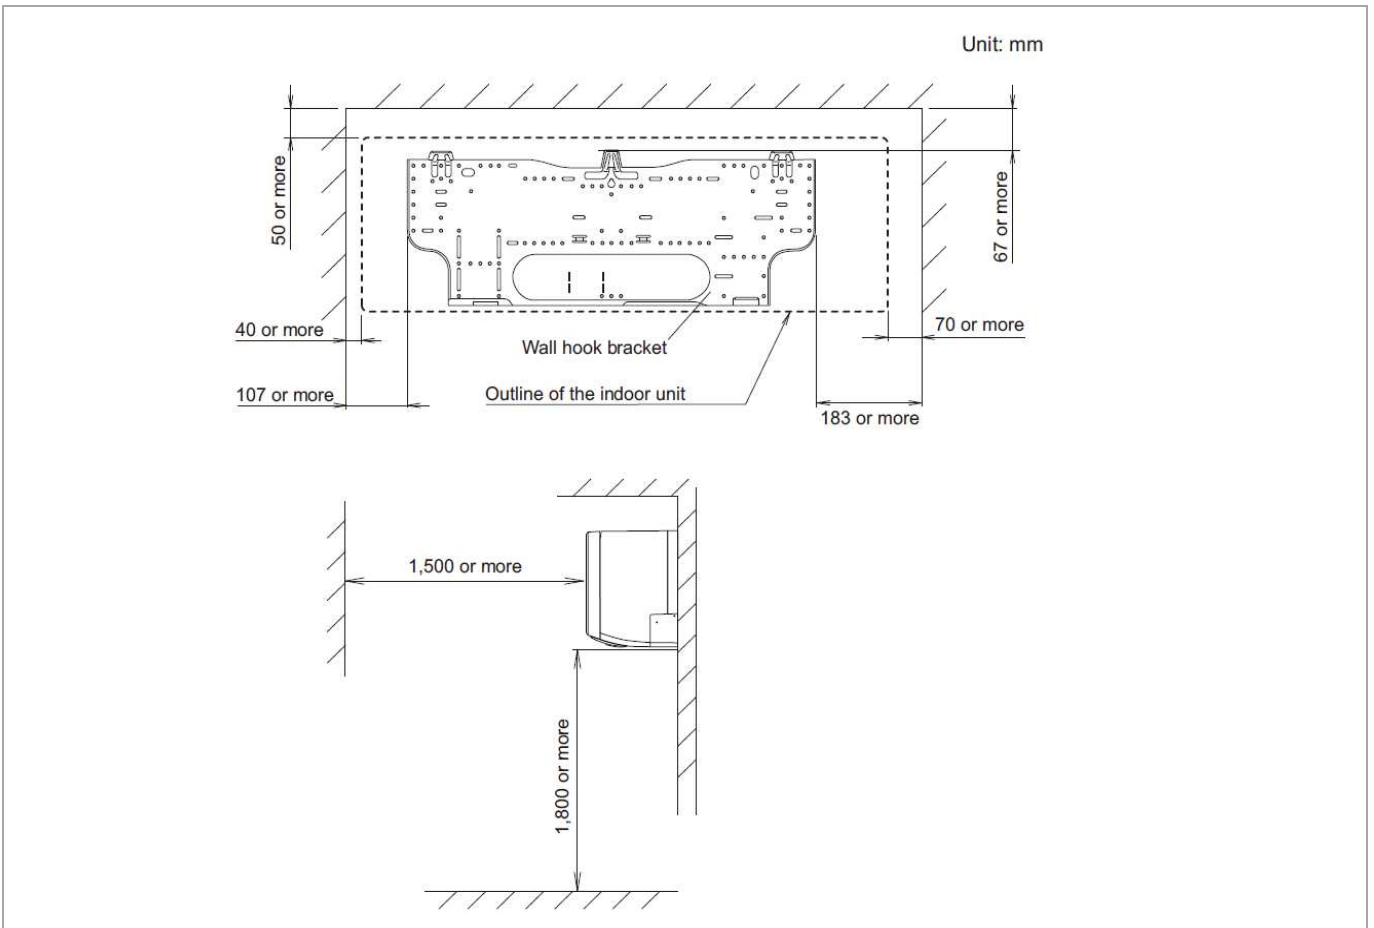 Unit: mm
50 or more
67 or more
40 or more
70 or more
Wall hook bracket
107 or more
Outline of the indoor unit
183 or more
1,500 or more
1,800 or more